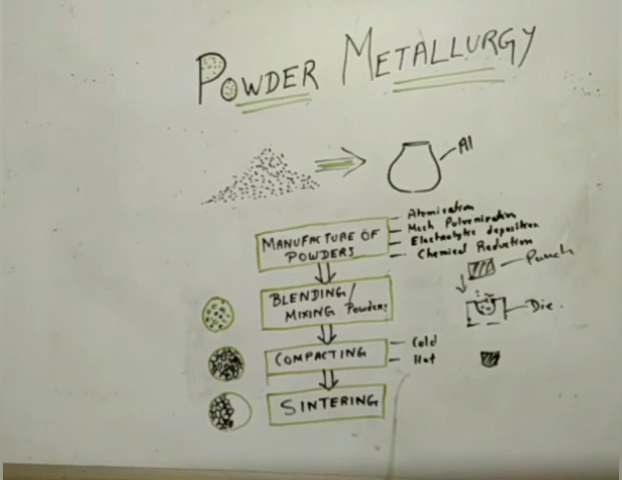 POWDER METALLURGY
Al
MANUFACTURE OF
POWDERS
Atomisation
Mech Pulverization
Electrolytic deposition
Chemical Reduction
Punch
BLENDING/
MIXING Powders
Die.
COMPACTING
Cold
Hot
SINTERING